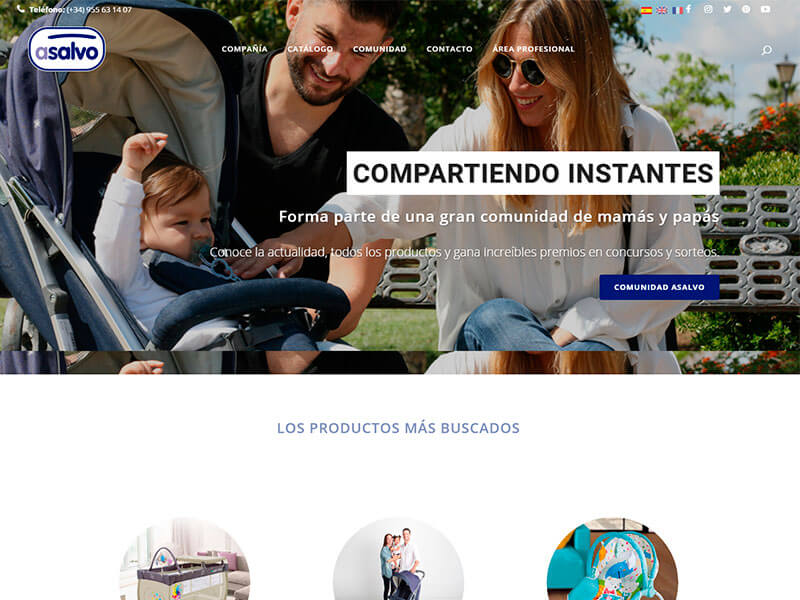 Teléfono: (+34) 955 63 14 07
asalvo
COMPAÑÍA CATÁLOGO COMUNIDAD CONTACTO ÁREA PROFESIONAL
COMPARTIENDO INSTANTES
Forma parte de una gran comunidad de mamás y papás
Conoce la actualidad, todos los productos y gana increíbles premios en concursos y sorteos.
COMUNIDAD ASALVO
LOS PRODUCTOS MÁS BUSCADOS